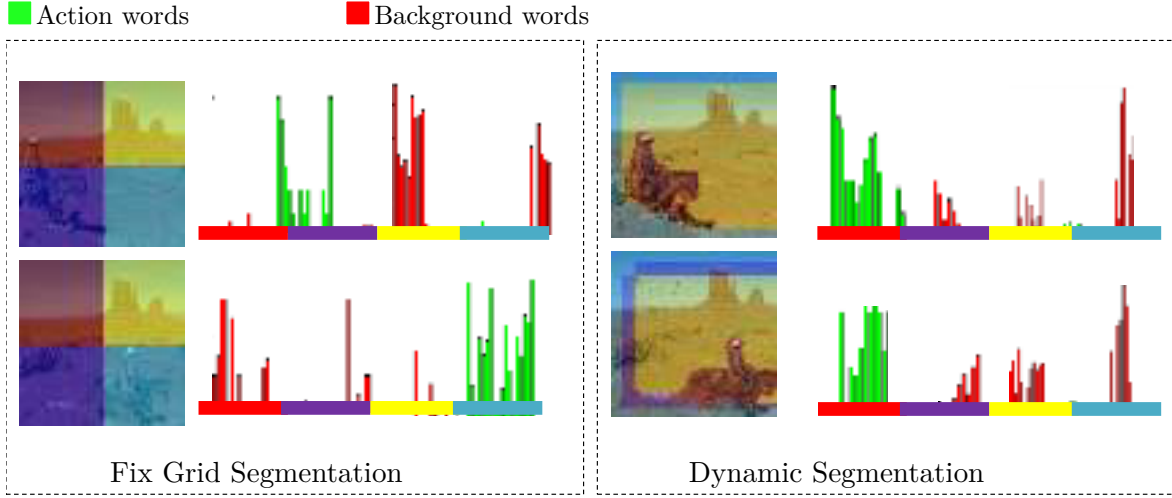 Action words
Background words
Fix Grid Segmentation
Dynamic Segmentation